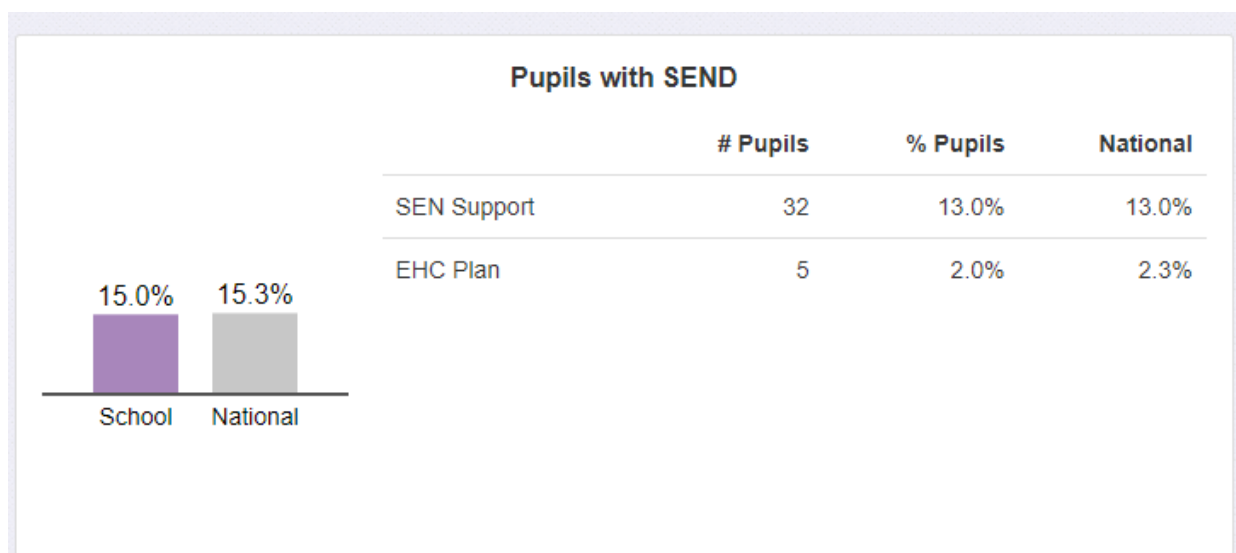 Pupils with SEND
# Pupils % Pupils National
SEN Support 32 13.0% 13.0%
EHC Plan 5 2.0% 2.3%
15.0% 15.3%
School National